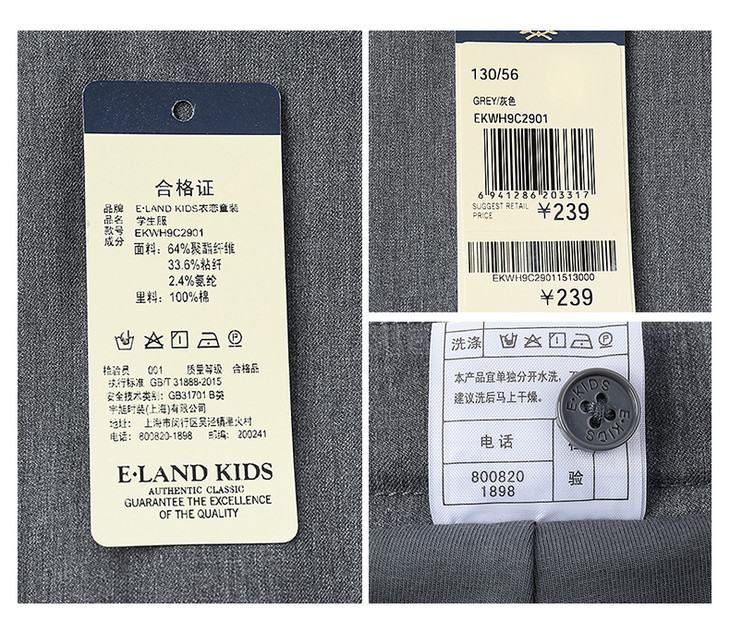 合格证
品牌 E·LAND KIDS衣恋童装
品名 学生服
款号 EKWH9C2901
成分 面料：64%聚酯纤维
33.6%粘纤
2.4%氨纶
里料：100%棉
检验员 001 质量等级 合格品
执行标准 GB/T 31888-2015
安全技术类别：GB31701 B类
宇旭时装(上海)有限公司
地址： 上海市闵行区吴泾镇里火村
电话： 800820-1898 邮编： 200241
E·LAND KIDS
AUTHENTIC CLASSIC
GUARANTEE THE EXCELLENCE
OF THE QUALITY
130/56
GREY/灰色
EKWH9C2901
6 941286 203317
SUGGEST RETAIL
PRICE ¥239
EKWH9C29011513000
¥239
洗涤
本产品宜单独分开水洗，
建议洗后马上干燥。
E·KIDS E·KIDS
电话
800820
1898
验